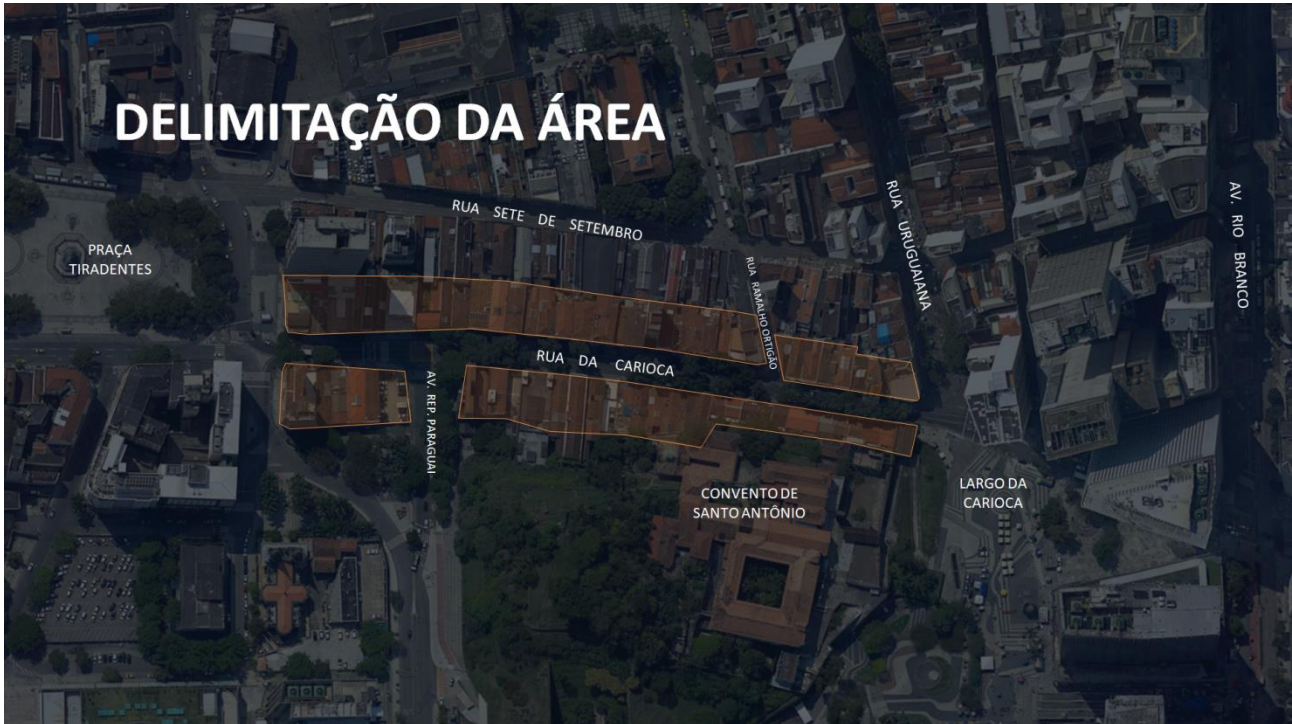 DELIMITAÇÃO DA ÁREA
RUA SETE DE SETEMBRO
PRAÇA
TIRADENTES
RUA URUGUAIANA
AV. RIO BRANCO
RUA RAMALHO ORTIGÃO
RUA DA CARIOCA
AV. REP. PARAGUAI
CONVENTO DE
SANTO ANTÔNIO
LARGO DA
CARIOCA